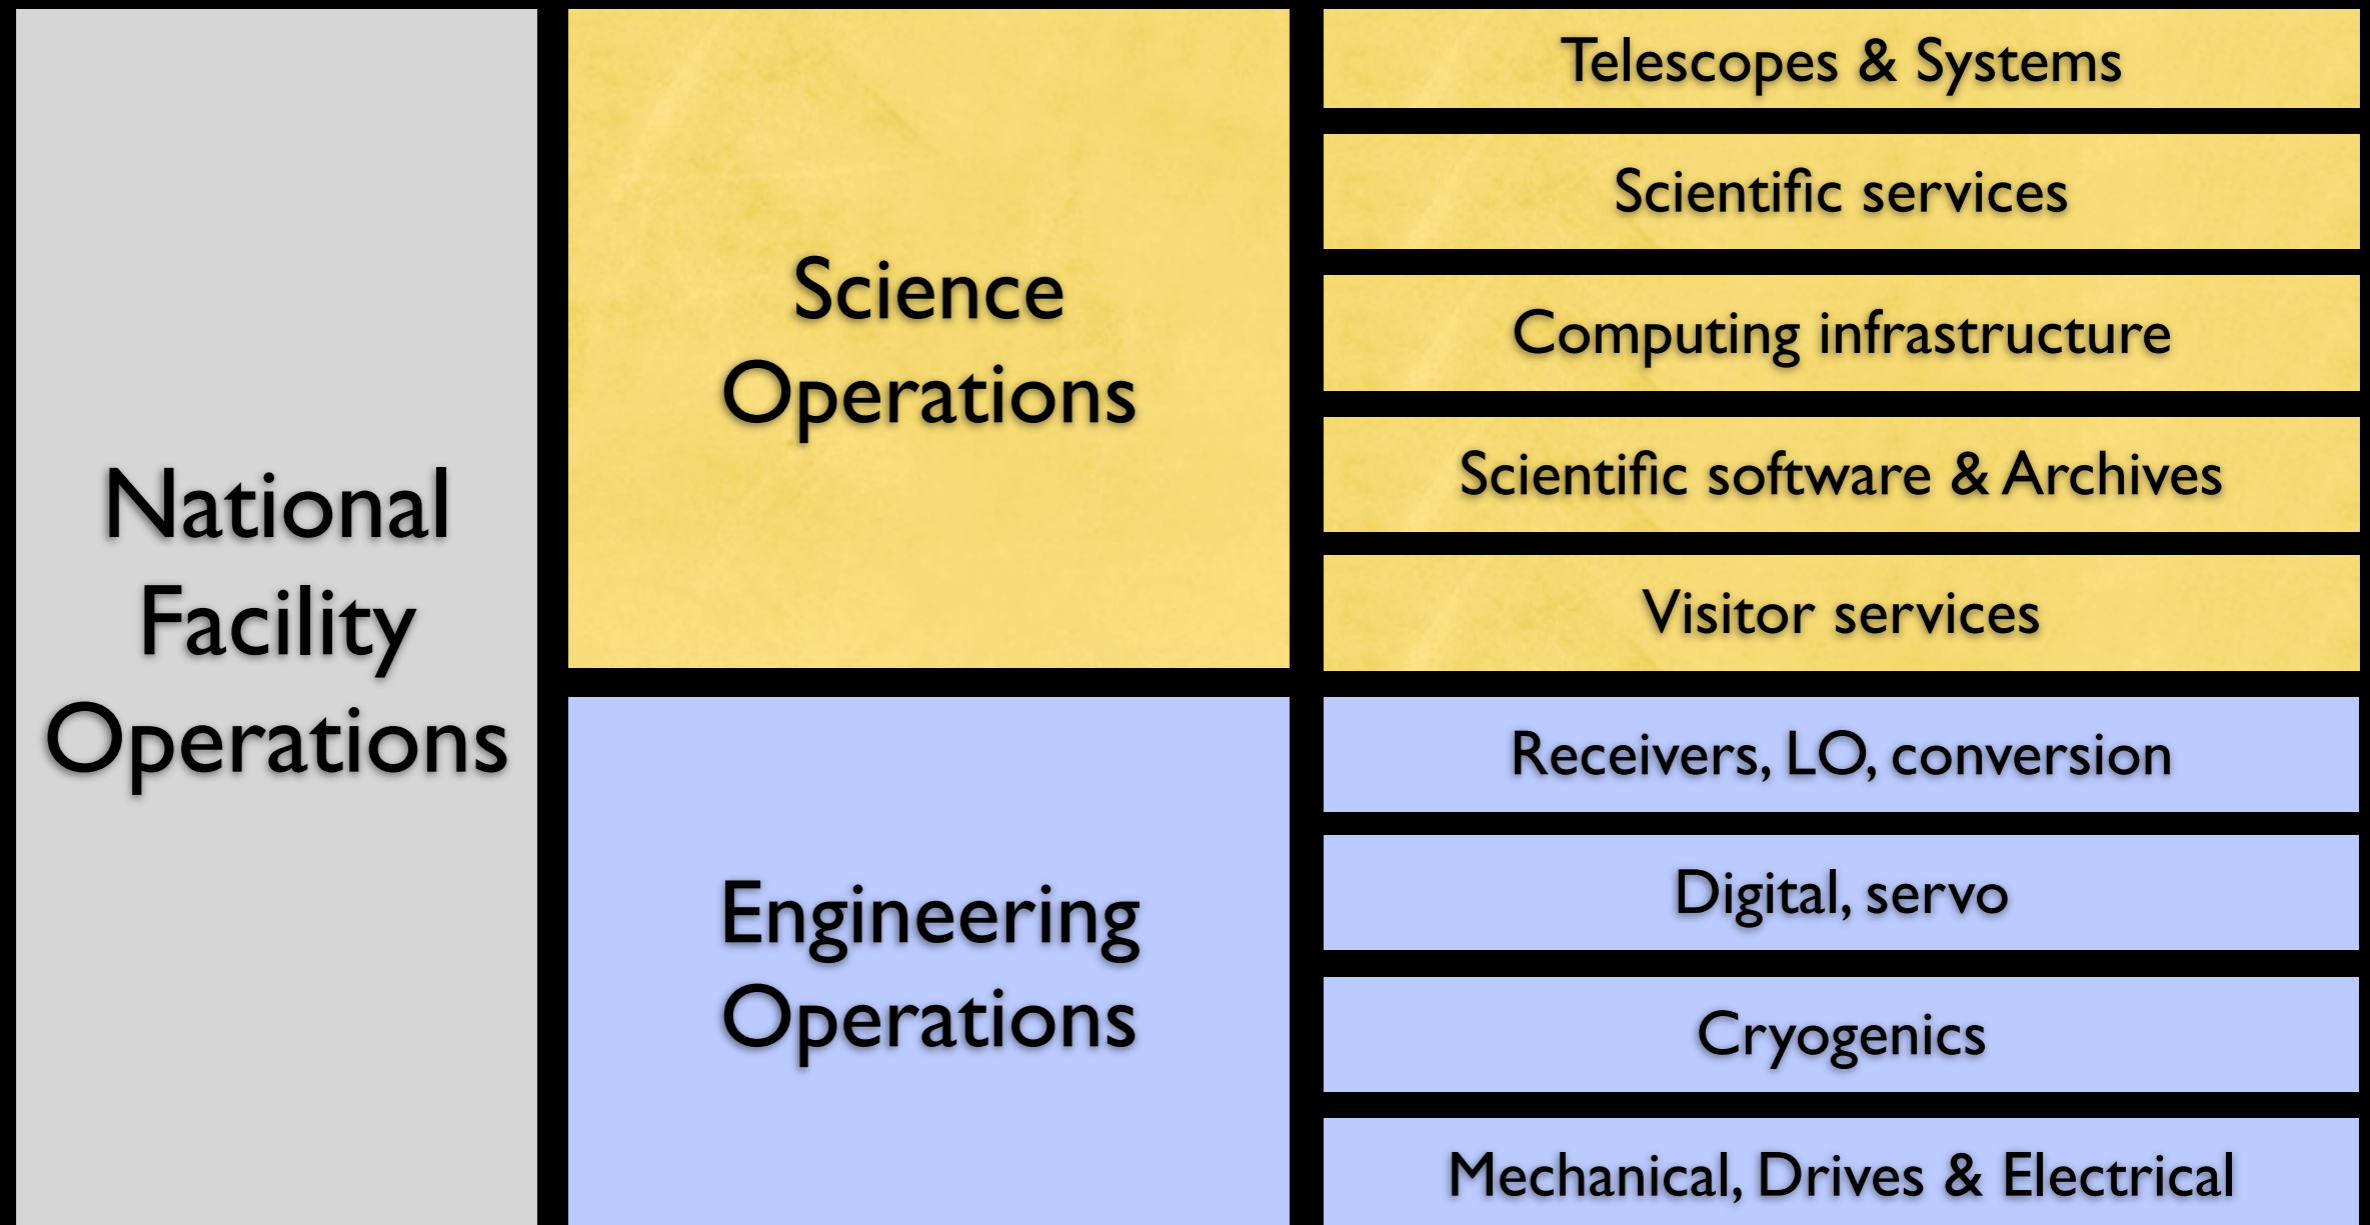 National
Facility
Operations
Science
Operations
Telescopes & Systems
Scientific services
Computing infrastructure
Scientific software & Archives
Visitor services
Engineering
Operations
Receivers, LO, conversion
Digital, servo
Cryogenics
Mechanical, Drives & Electrical